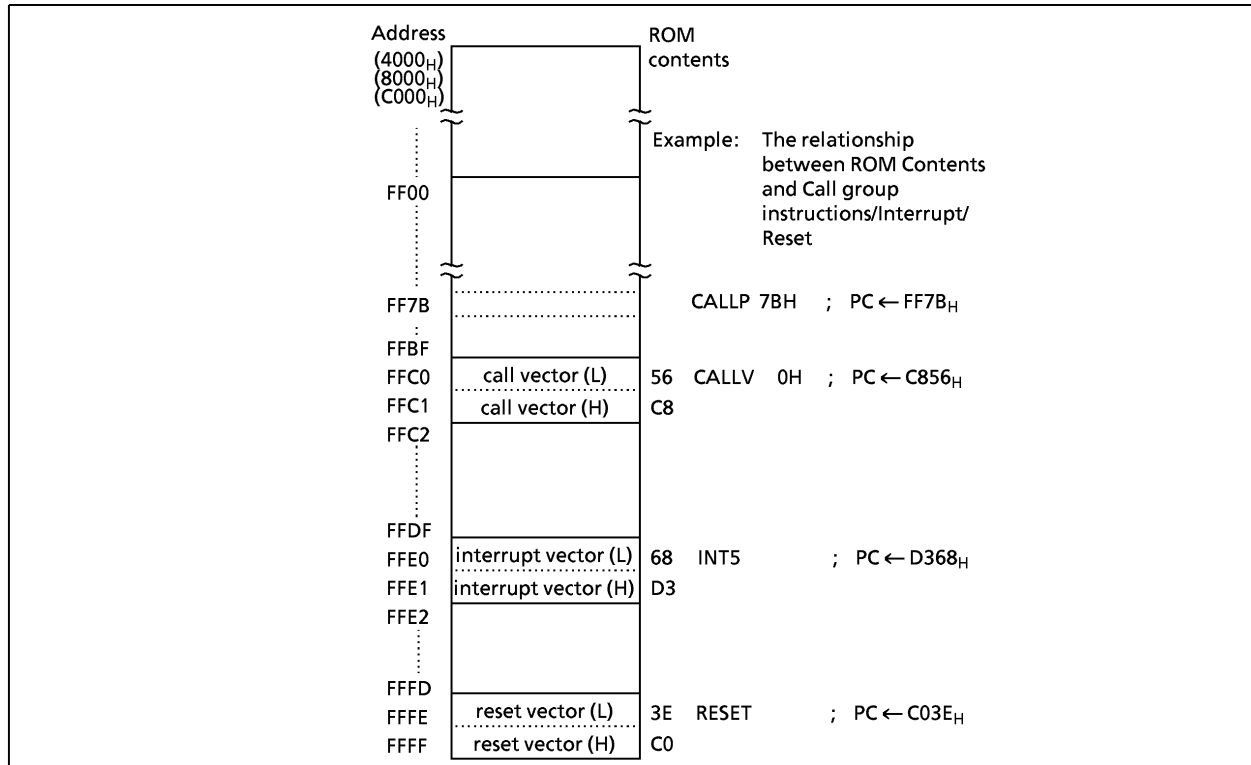 Address ROM
(4000H) contents
(8000H)
(C000H)
Example: The relationship
between ROM Contents
FF00 and Call group
instructions/Interrupt/
Reset
FF7B CALLP 7BH ; PC ← FF7BH
FFBF
FFC0 call vector (L) 56 CALLV 0H ; PC ← C856H
FFC1 call vector (H) C8
FFC2
FFDF
FFE0 interrupt vector (L) 68 INT5 ; PC ← D368H
FFE1 interrupt vector (H) D3
FFE2
FFFD
FFFE reset vector (L) 3E RESET ; PC ← C03EH
FFFF reset vector (H) C0